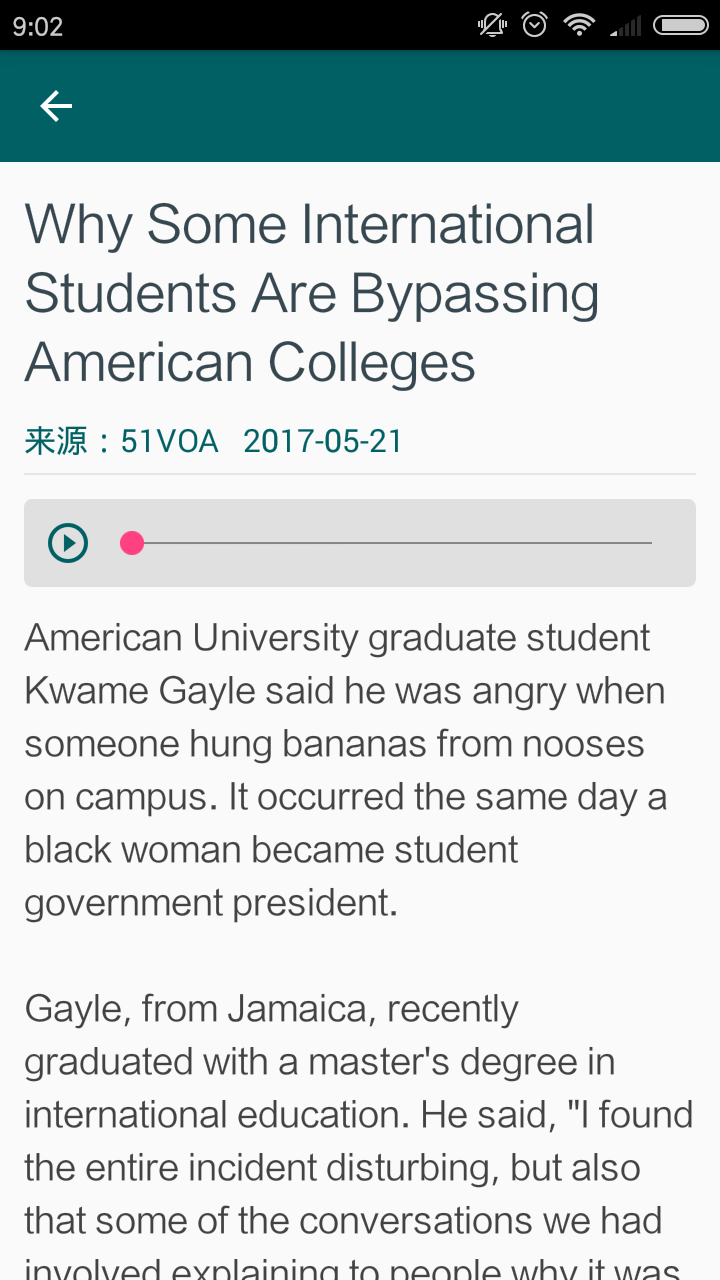 9:02
Why Some International
Students Are Bypassing
American Colleges
来源：51VOA 2017-05-21
American University graduate student
Kwame Gayle said he was angry when
someone hung bananas from nooses
on campus. It occurred the same day a
black woman became student
government president.
Gayle, from Jamaica, recently
graduated with a master's degree in
international education. He said, "I found
the entire incident disturbing, but also
that some of the conversations we had
involved explaining to people why it was